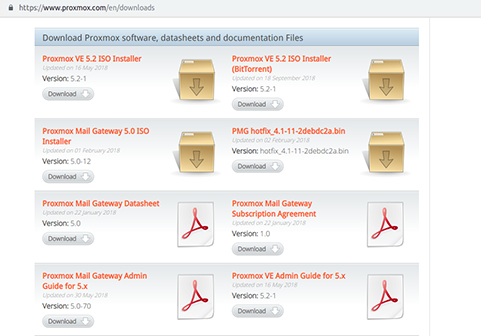 https://www.proxmox.com/en/downloads
Download Proxmox software, datasheets and documentation Files
Proxmox VE 5.2 ISO Installer
Updated on 16 May 2018
Version: 5.2-1
Download
Proxmox VE 5.2 ISO Installer
(BitTorrent)
Updated on 18 September 2018
Version: 5.2-1
Download
Proxmox Mail Gateway 5.0 ISO
Installer
Updated on 01 February 2018
Version: 5.0-12
Download
PMG hotfix_4.1-11-2debdc2a.bin
Updated on 02 February 2018
Version: hotfix_4.1-11-2debdc2a.bin
Download
Proxmox Mail Gateway Datasheet
Updated on 22 January 2018
Version: 5.0
Download
Proxmox Mail Gateway
Subscription Agreement
Updated on 22 January 2018
Version: 1.0
Download
Proxmox Mail Gateway Admin
Guide for 5.x
Updated on 30 May 2018
Version: 5.0-70
Download
Proxmox VE Admin Guide for 5.x
Updated on 16 May 2018
Version: 5.2-1
Download